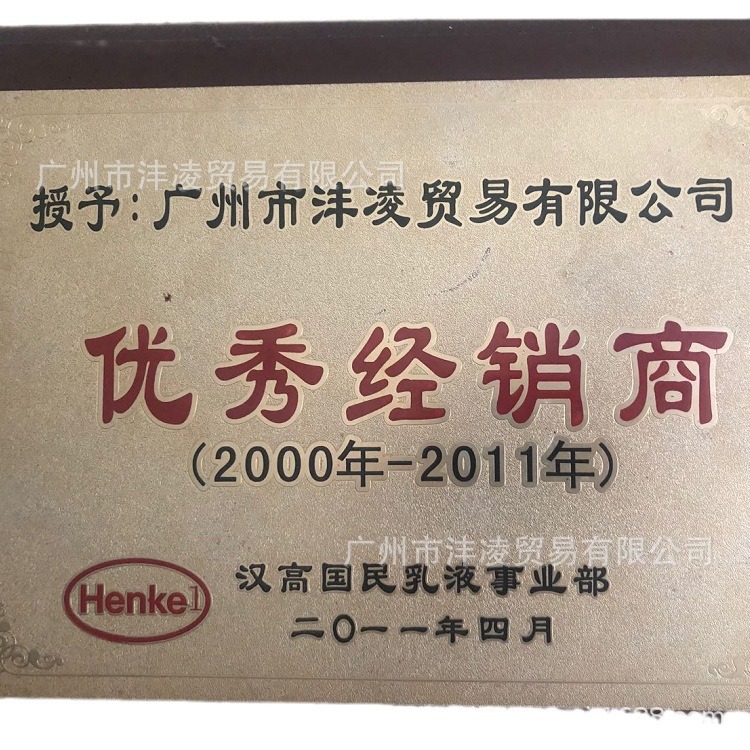 广州市沣凌贸易有限公司
授予:广州市沣凌贸易有限公司
优秀经销商
(2000年-2011年)
广州市沣凌贸易有限公司
Henkel
汉高国民乳液事业部
二〇一一年四月